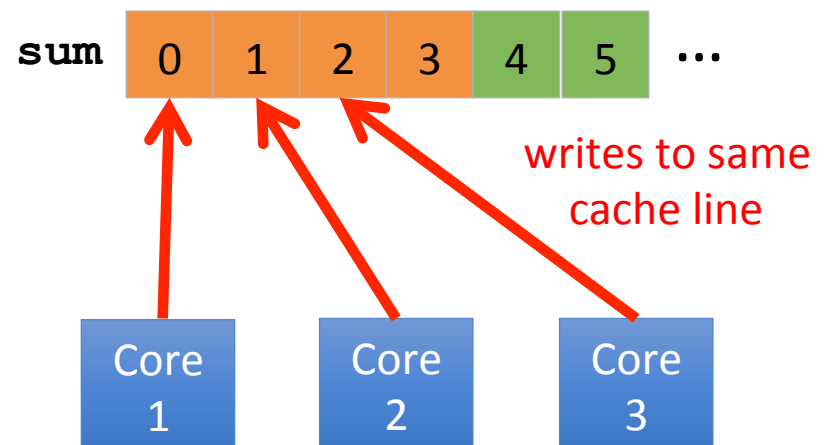 sum 0 1 2 3 4 5 ...
writes to same
cache line
Core Core Core
1 2 3